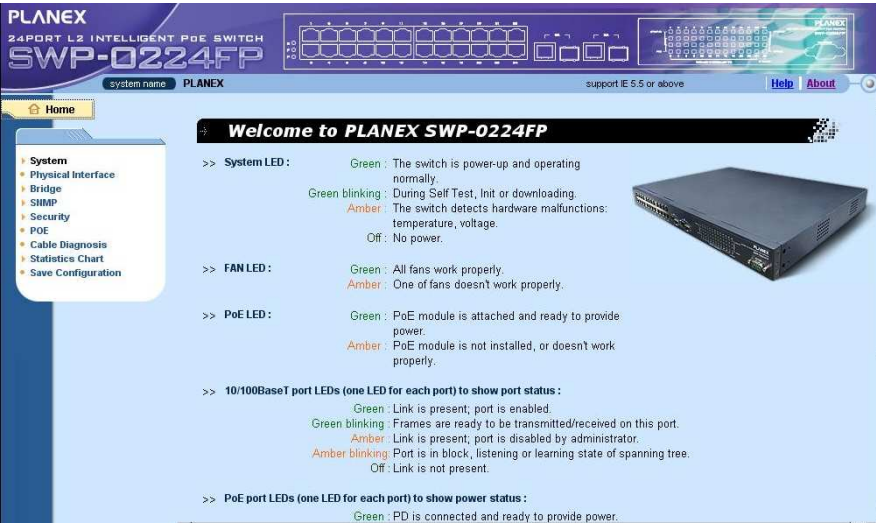 PLANEX
24PORT L2 INTELLIGENT POE SWITCH
SWP-0224FP
PLANEX
system name PLANEX
support IE 5.5 or above
Help About
Home
Welcome to PLANEX SWP-0224FP
System
Physical Interface
Bridge
SNMP
Security
POE
Cable Diagnosis
Statistics Chart
Save Configuration
>> System LED :
Green : The switch is power-up and operating
normally.
Green blinking : During Self Test, Init or downloading.
Amber : The switch detects hardware malfunctions:
temperature, voltage.
Off : No power.
>> FAN LED :
Green : All fans work properly.
Amber : One of fans doesn't work properly.
>> PoE LED :
Green : PoE module is attached and ready to provide
power.
Amber : PoE module is not installed, or doesn't work
properly.
>> 10/100BaseT port LEDs (one LED for each port) to show port status :
Green : Link is present; port is enabled.
Green blinking : Frames are ready to be transmitted/received on this port.
Amber : Link is present; port is disabled by administrator.
Amber blinking: Port is in block, listening or learning state of spanning tree.
Off : Link is not present.
>> PoE port LEDs (one LED for each port) to show power status :
Green : PD is connected and ready to provide power.